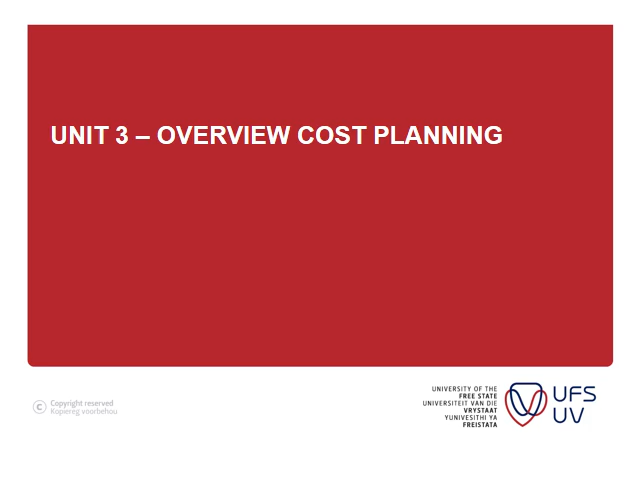 UNIT 3 – OVERVIEW COST PLANNING
© Copyright reserved
Kopiereg voorbehou
UNIVERSITY OF THE
FREE STATE
UNIVERSITEIT VAN DIE
VRYSTAAT
YUNIVESITHI YA
FREISTATA
UFS
UV